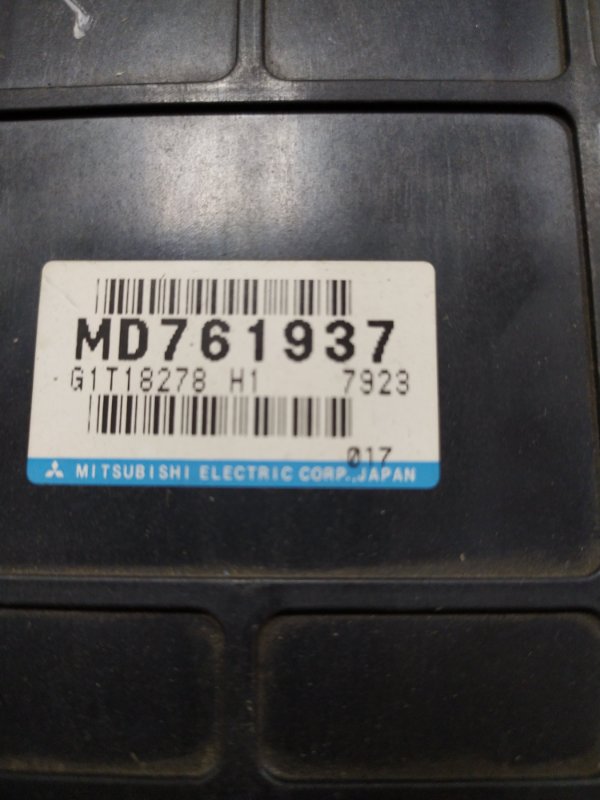 MD761937
G1T18278 H1 7923
017
MITSUBISHI ELECTRIC CORP.,JAPAN